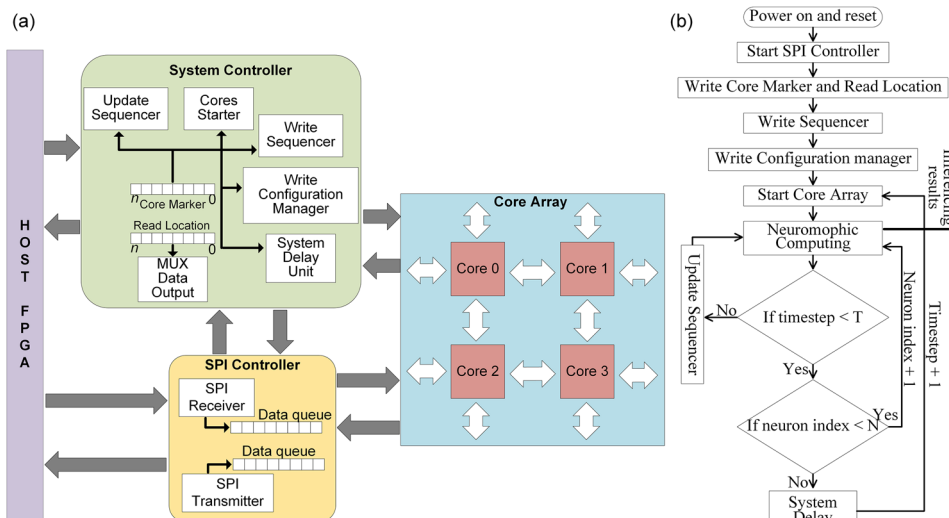 (a)
HOST FPGA
System Controller
Update
Sequencer
Cores
Starter
Write
Sequencer
Write
Configuration
Manager
n
Core Marker
0
Read Location
n
0
MUX
Data
Output
System
Delay
Unit
SPI Controller
SPI
Receiver
Data queue
Data queue
SPI
Transmitter
Core Array
Core 0
Core 1
Core 2
Core 3
(b)
Power on and reset
Start SPI Controller
Write Core Marker and Read Location
Write Sequencer
Write Configuration manager
Start Core Array
Neuromophic
Computing
Inferencing
results
Update Sequencer
No
If timestep < T
Yes
Neuron index + 1
Timestep + 1
If neuron index < N
Yes
No
System
Delay